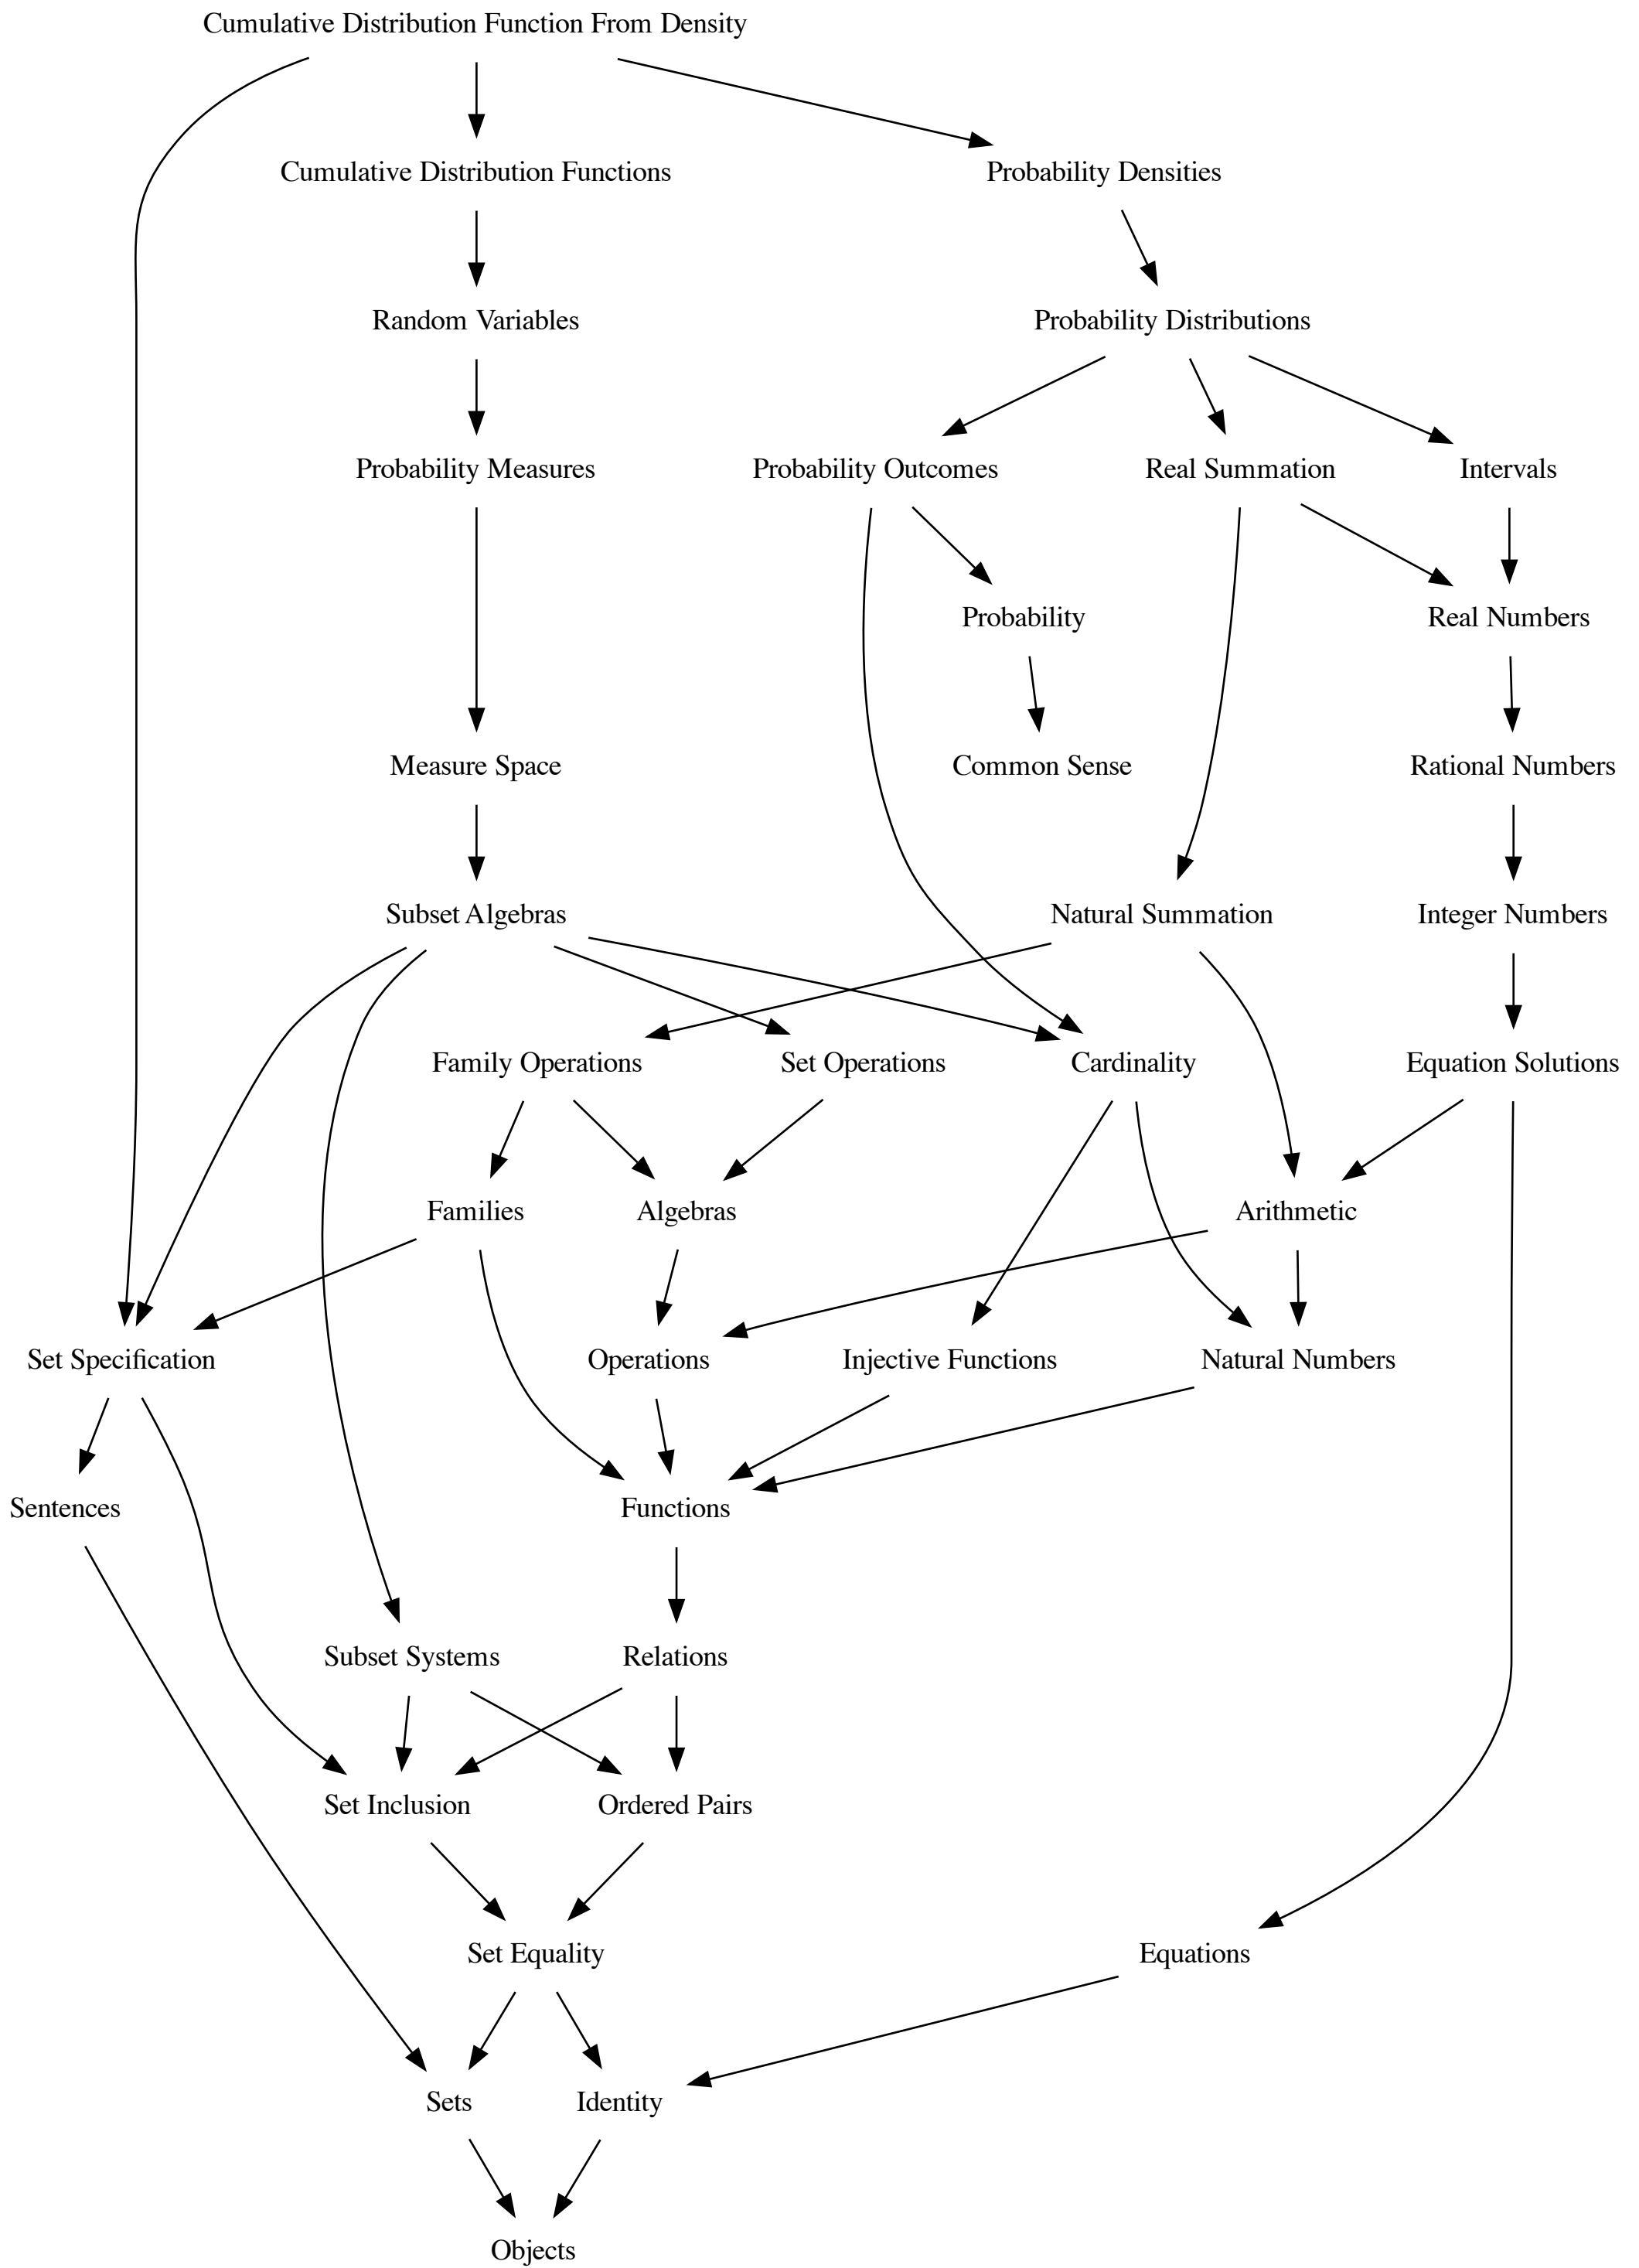 Cumulative Distribution Function From Density
Cumulative Distribution Functions
Probability Densities
Random Variables
Probability Distributions
Probability Measures
Probability Outcomes
Real Summation
Intervals
Probability
Real Numbers
Measure Space
Common Sense
Rational Numbers
Subset Algebras
Natural Summation
Integer Numbers
Family Operations
Set Operations
Cardinality
Equation Solutions
Families
Algebras
Arithmetic
Set Specification
Operations
Injective Functions
Natural Numbers
Sentences
Functions
Subset Systems
Relations
Set Inclusion
Ordered Pairs
Set Equality
Equations
Sets
Identity
Objects